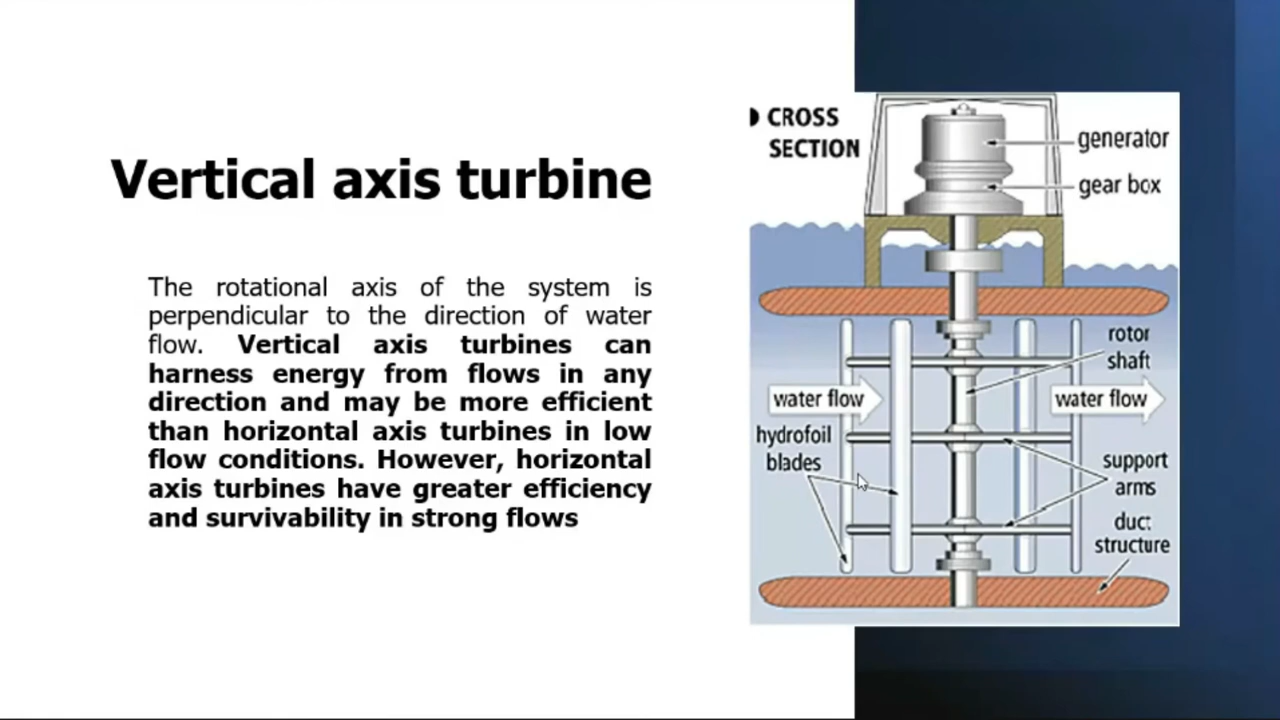 Vertical axis turbine
The rotational axis of the system is
perpendicular to the direction of water
flow. Vertical axis turbines can
harness energy from flows in any
direction and may be more efficient
than horizontal axis turbines in low
flow conditions. However, horizontal
axis turbines have greater efficiency
and survivability in strong flows
CROSS
SECTION
generator
gear box
rotor
shaft
water flow
water flow
hydrofoil
blades
support
arms
duct
structure